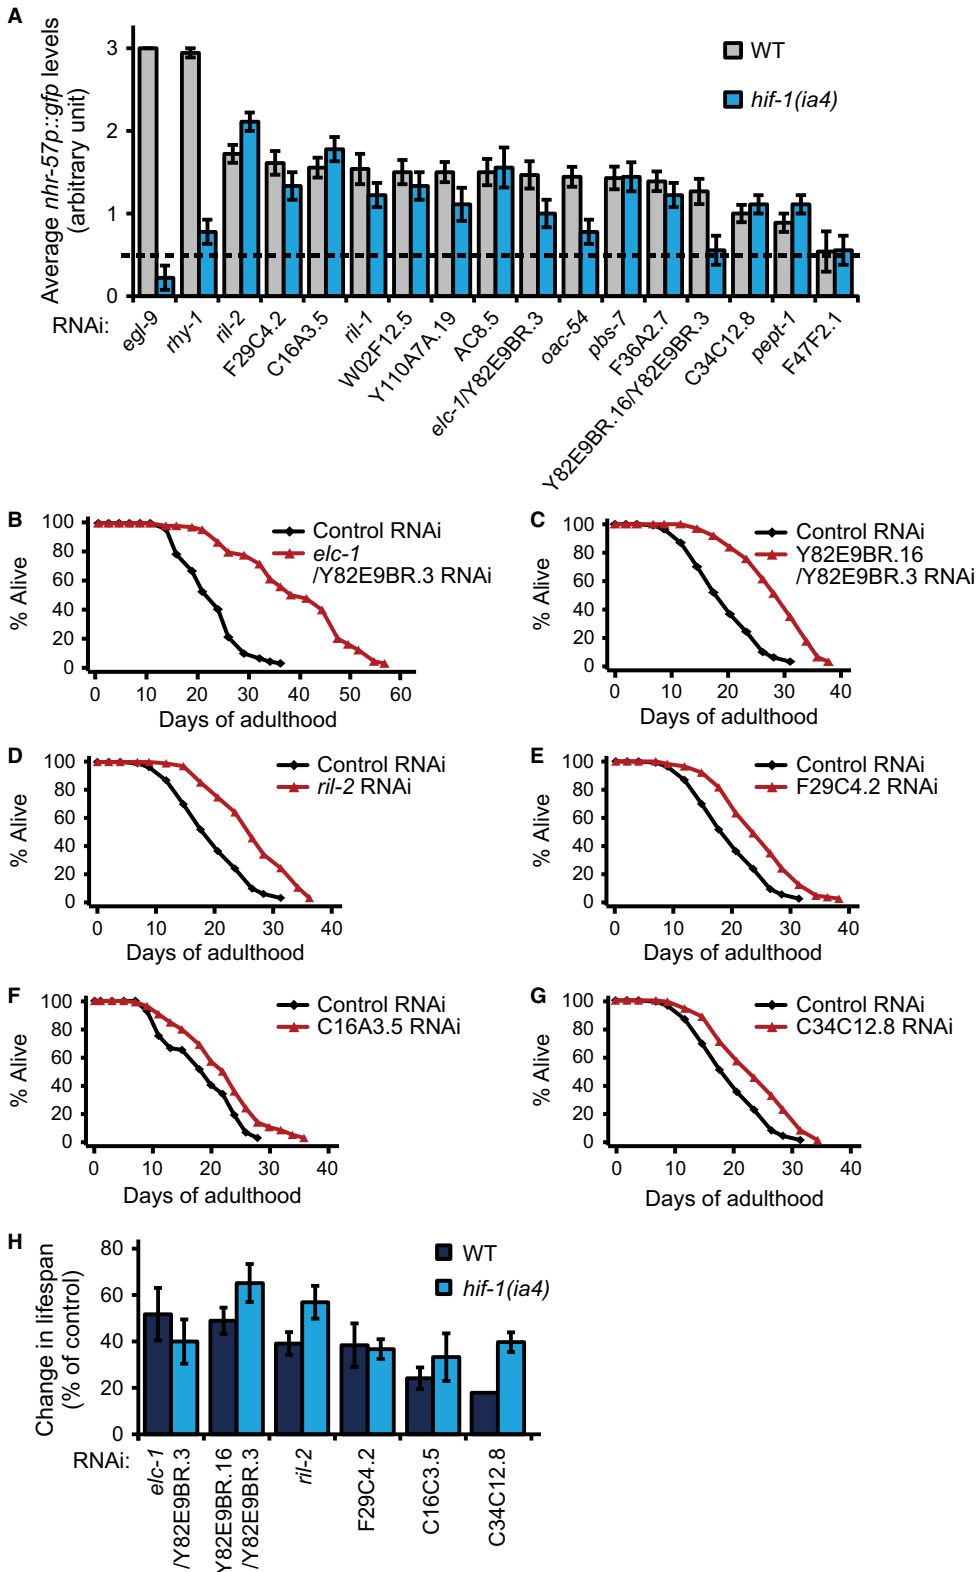 A
Average nhr-57p::gfp levels
(arbitrary unit)
3
2
1
0
WT
hif-1(ia4)
RNAi:
egl-9
rhy-1
ril-2
F29C4.2
C16A3.5
ril-1
W02F12.5
Y110A7A.19
AC8.5
elc-1/Y82E9BR.3
oac-54
pbs-7
F36A2.7
Y82E9BR.16/Y82E9BR.3
C34C12.8
pept-1
F47F2.1
B
% Alive
100
80
60
40
20
0
Control RNAi
elc-1
/Y82E9BR.3 RNAi
0 10 20 30 40 50 60
Days of adulthood
C
% Alive
100
80
60
40
20
0
Control RNAi
Y82E9BR.16
/Y82E9BR.3 RNAi
0 10 20 30 40
Days of adulthood
D
% Alive
100
80
60
40
20
0
Control RNAi
ril-2 RNAi
0 10 20 30 40
Days of adulthood
E
% Alive
100
80
60
40
20
0
Control RNAi
F29C4.2 RNAi
0 10 20 30 40
Days of adulthood
F
% Alive
100
80
60
40
20
0
Control RNAi
C16A3.5 RNAi
0 10 20 30 40
Days of adulthood
G
% Alive
100
80
60
40
20
0
Control RNAi
C34C12.8 RNAi
0 10 20 30 40
Days of adulthood
H
Change in lifespan
(% of control)
80
60
40
20
0
WT
hif-1(ia4)
RNAi:
elc-1
/Y82E9BR.3
Y82E9BR.16
/Y82E9BR.3
ril-2
F29C4.2
C16C3.5
C34C12.8